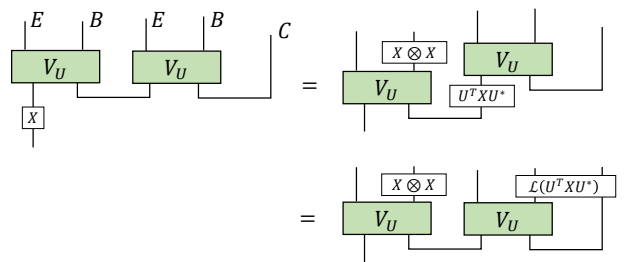 E B E B C
V_U V_U
X
=
X ⊗ X
V_U V_U
U^T X U^*
=
X ⊗ X ℒ(U^T X U^*)
V_U V_U